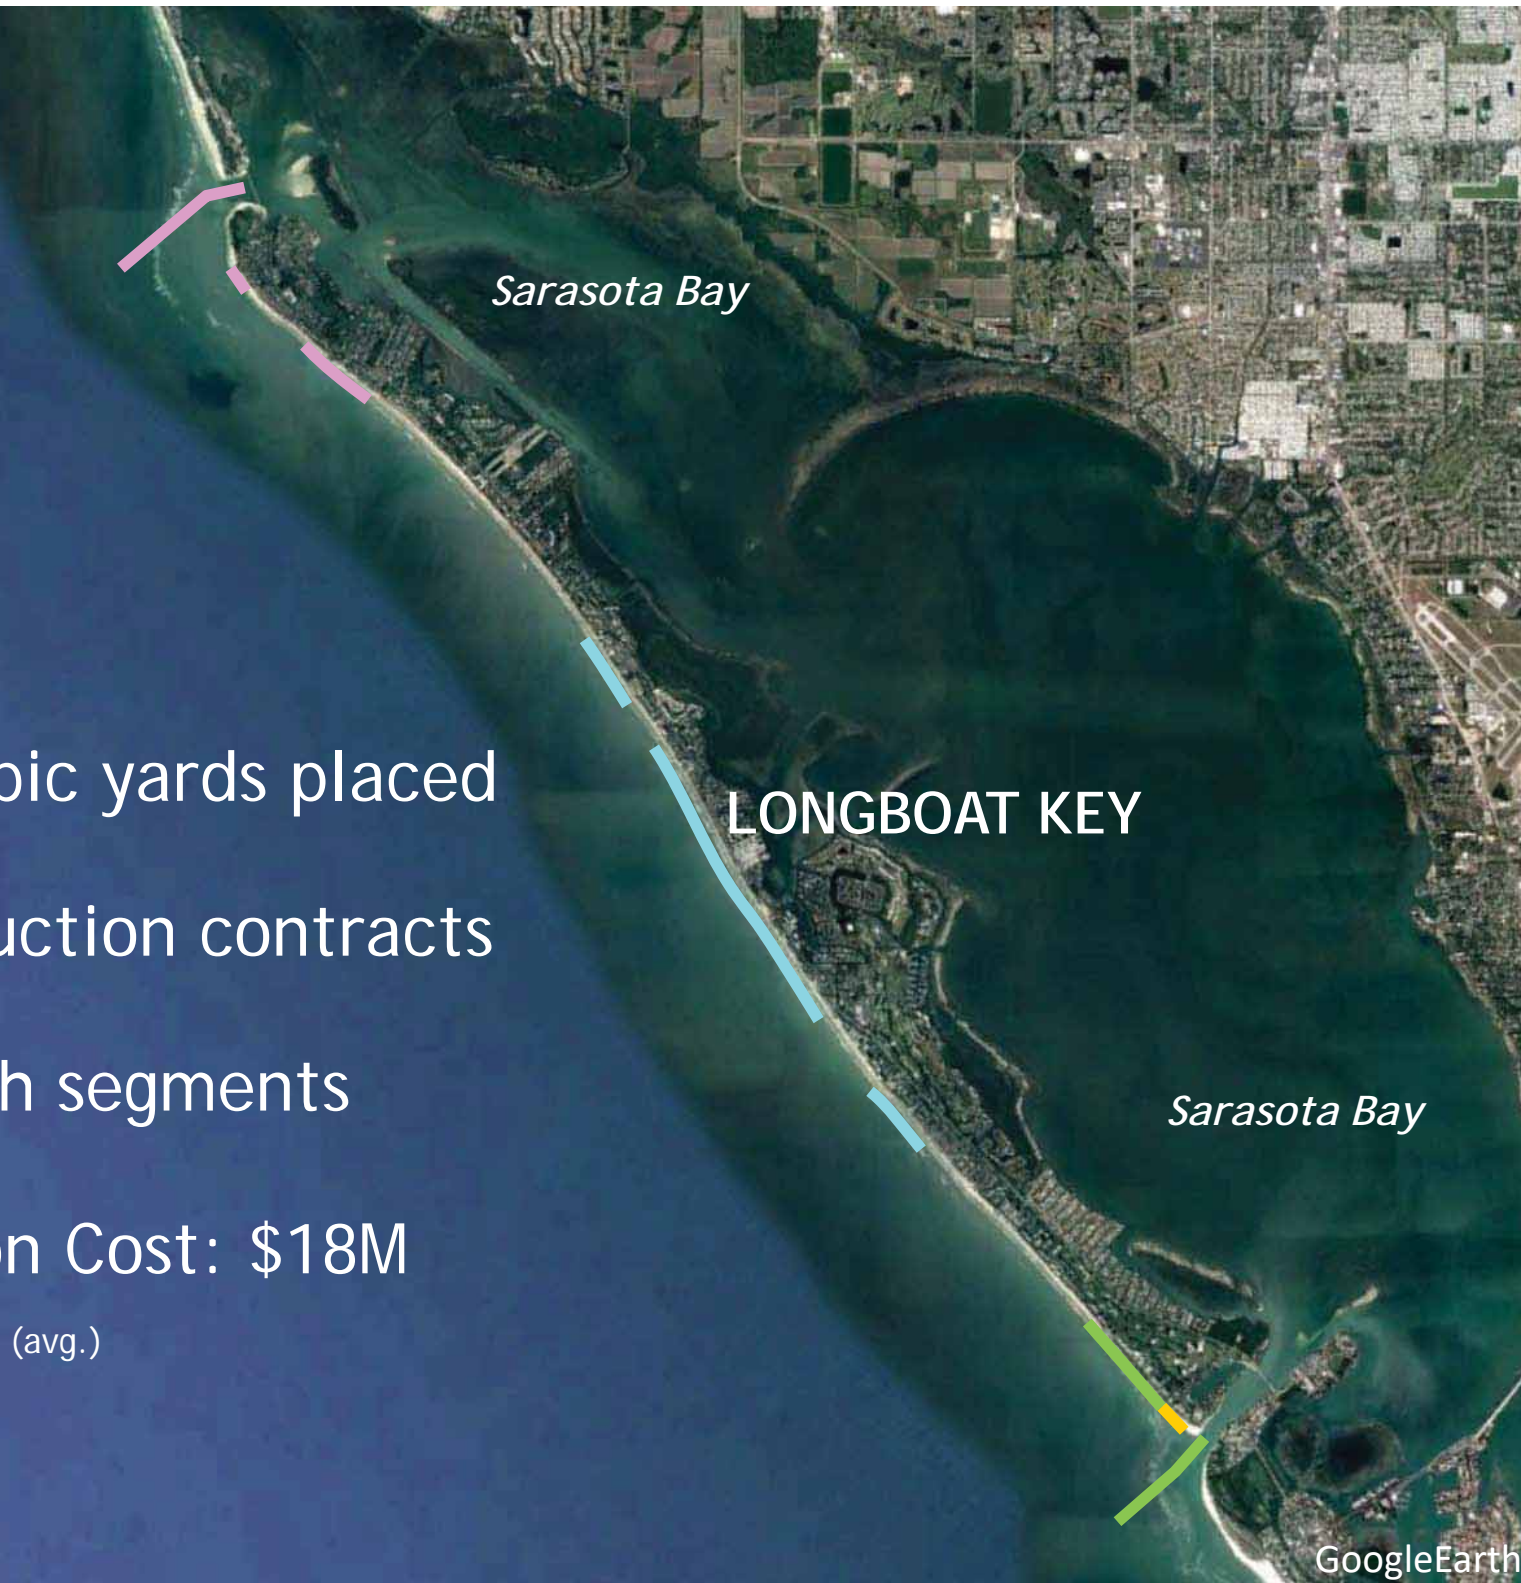 Sarasota Bay
bic yards placed
LONGBOAT KEY
uction contracts
h segments
Sarasota Bay
on Cost: $18M
(avg.)
GoogleEarth